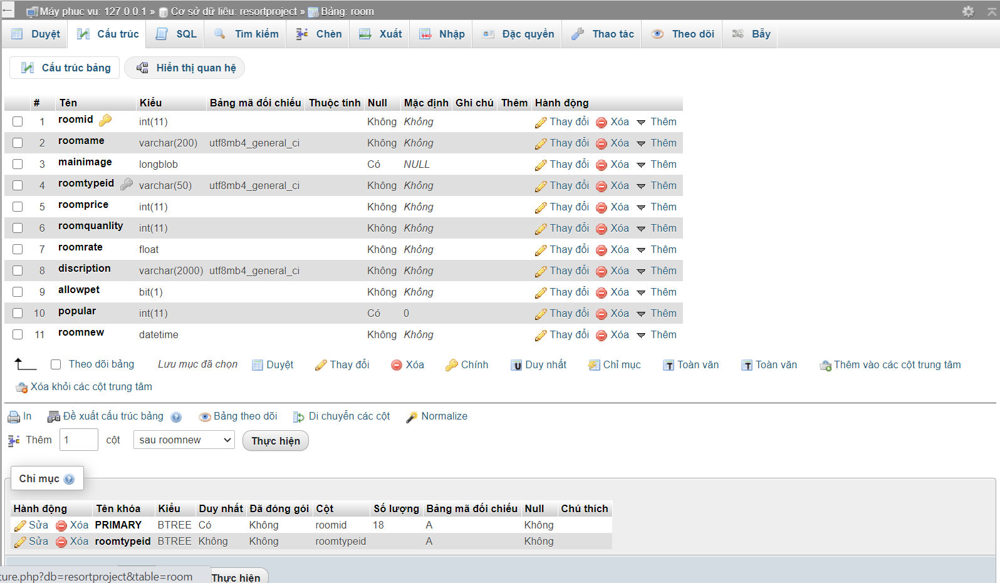 Máy phục vụ: 127.0.0.1 » Cơ sở dữ liệu: resortproject » Bảng: room
Duyệt Cấu trúc SQL Tìm kiếm Chèn Xuất Nhập Đặc quyền Thao tác Theo dõi Bẫy
Cấu trúc bảng Hiển thị quan hệ
# Tên Kiểu Bảng mã đối chiếu Thuộc tính Null Mặc định Ghi chú Thêm Hành động
1 roomid int(11) Không Không Thay đổi Xóa Thêm
2 roomame varchar(200) utf8mb4_general_ci Không Không Thay đổi Xóa Thêm
3 mainimage longblob Có NULL Thay đổi Xóa Thêm
4 roomtypeid varchar(50) utf8mb4_general_ci Không Không Thay đổi Xóa Thêm
5 roomprice int(11) Không Không Thay đổi Xóa Thêm
6 roomquanlity int(11) Không Không Thay đổi Xóa Thêm
7 roomrate float Không Không Thay đổi Xóa Thêm
8 discription varchar(2000) utf8mb4_general_ci Không Không Thay đổi Xóa Thêm
9 allowpet bit(1) Không Không Thay đổi Xóa Thêm
10 popular int(11) Có 0 Thay đổi Xóa Thêm
11 roomnew datetime Không Không Thay đổi Xóa Thêm
Theo dõi bảng Lưu mục đã chọn Duyệt Thay đổi Xóa Chính Duy nhất Chỉ mục Toàn văn Toàn văn Thêm vào các cột trung tâm
Xóa khỏi các cột trung tâm
In Đề xuất cấu trúc bảng Bảng theo dõi Di chuyển các cột Normalize
Thêm 1 cột sau roomnew Thực hiện
Chỉ mục
Hành động Tên khóa Kiểu Duy nhất Đã đóng gói Cột Số lượng Bảng mã đối chiếu Null Chú thích
Sửa Xóa PRIMARY BTREE Có Không roomid 18 A Không
Sửa Xóa roomtypeid BTREE Không Không roomtypeid A Không
ture.php?db=resortproject&table=room Thực hiện